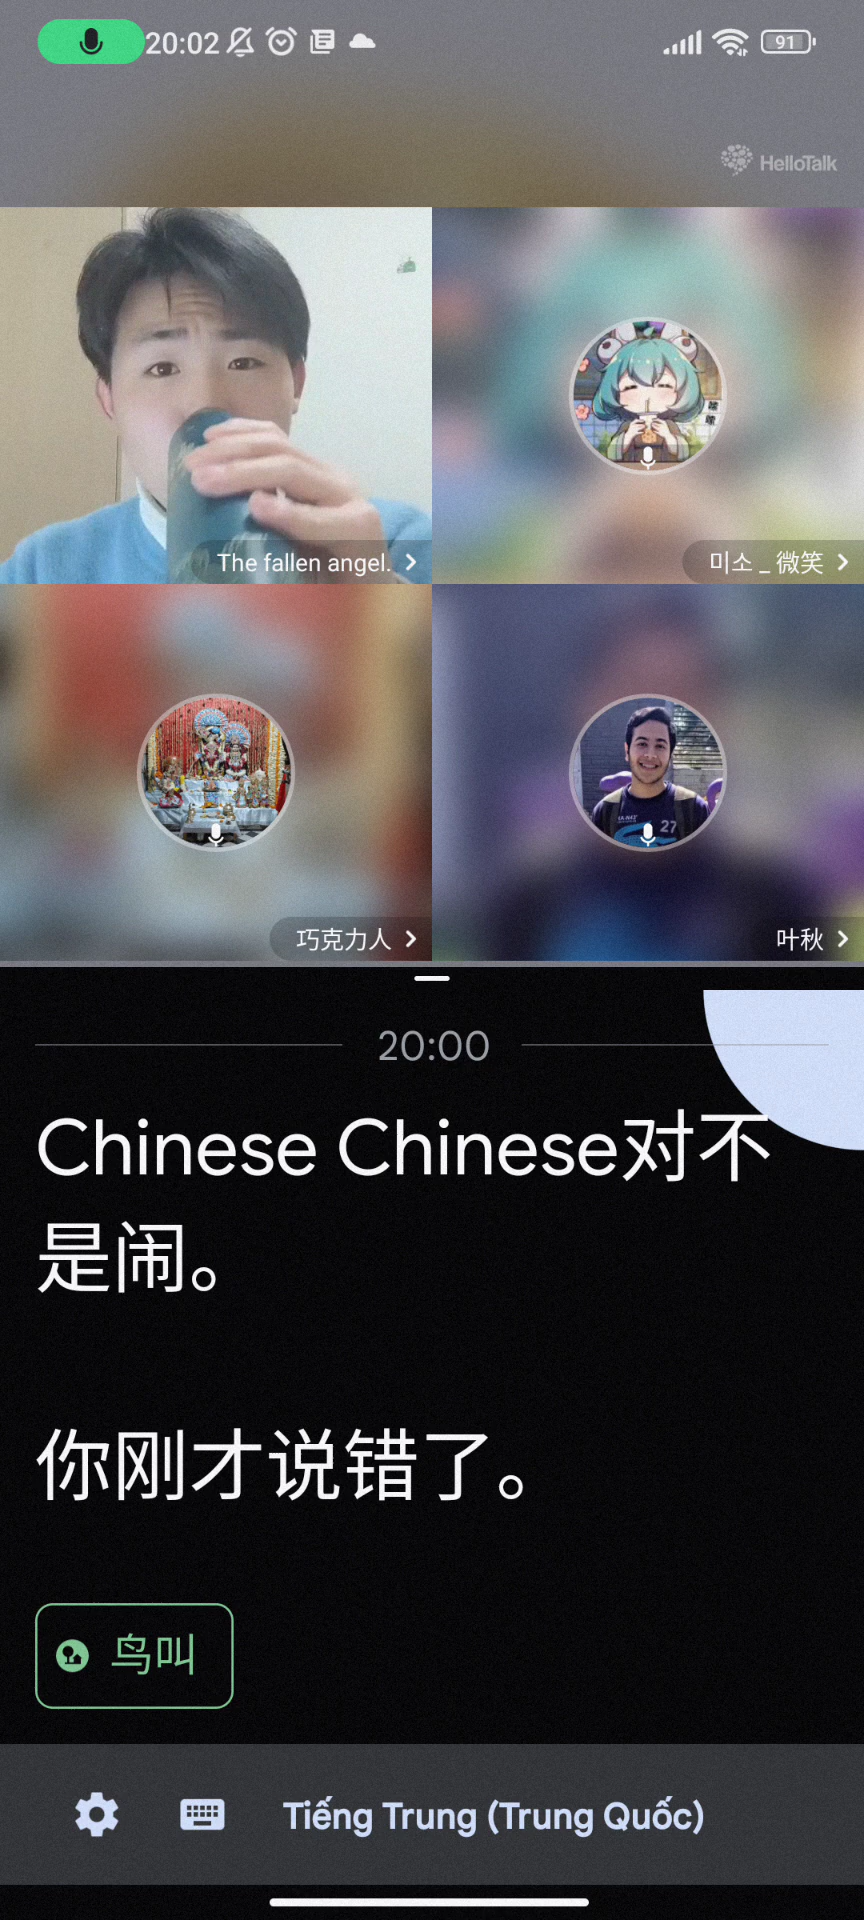 20:02
91
HelloTalk
The fallen angel.
미소 _ 微笑
巧克力人
叶秋
20:00
Chinese Chinese对不
是闹。
你刚才说错了。
鸟叫
Tiếng Trung (Trung Quốc)